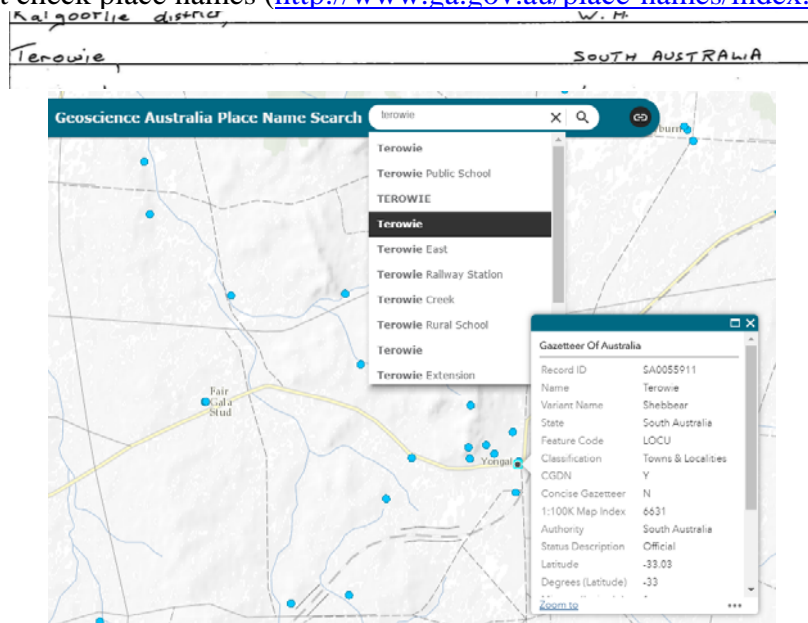 t check place names (http://www.ga.gov.au/place-names/index.
Kalgoorlie district, W. A.
Terowie, SOUTH AUSTRALIA
Geoscience Australia Place Name Search terowie
Terowie
Terowie Public School
TEROWIE
Terowie
Terowie East
Terowie Railway Station
Terowie Creek
Terowie Rural School
Terowie
Terowie Extension
burn
Fair
Gala
Stud
Yongal
Gazetteer Of Australia
Record ID SA0055911
Name Terowie
Variant Name Shebbear
State South Australia
Feature Code LOCU
Classification Towns & Localities
CGDN Y
Concise Gazetteer N
1:100K Map Index 6631
Authority South Australia
Status Description Official
Latitude -33.03
Degrees (Latitude) -33
Zoom to